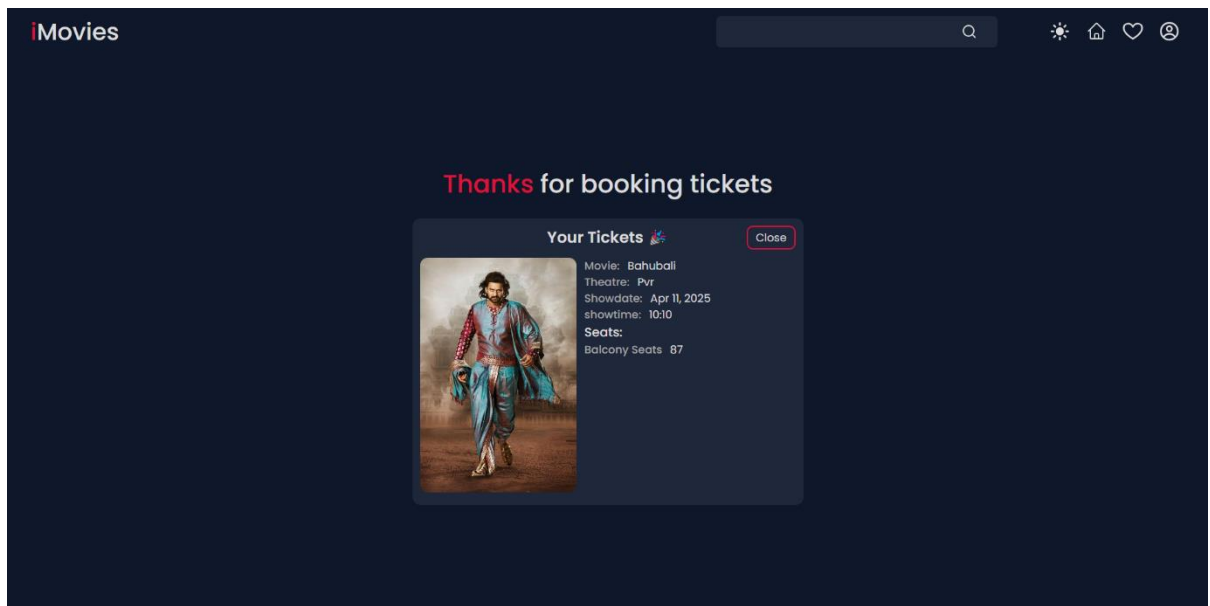 iMovies
Thanks for booking tickets
Your Tickets 🎉
Close
Movie: Bahubali
Theatre: Pvr
Showdate: Apr 11, 2025
showtime: 10:10
Seats:
Balcony Seats 87